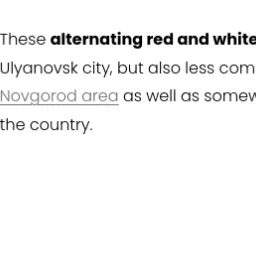 These alternating red and white
Ulyanovsk city, but also less com
Novgorod area as well as somew
the country.